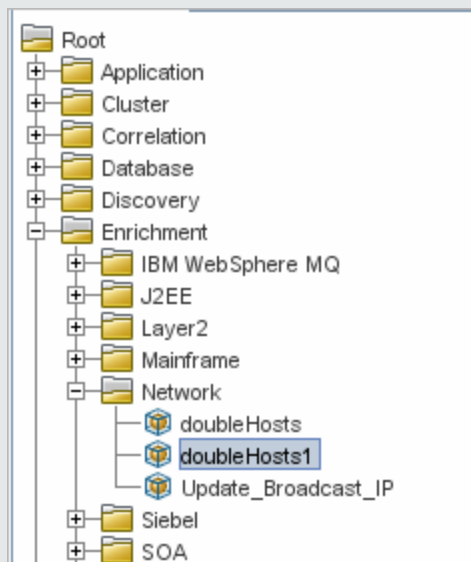 Root
Application
Cluster
Correlation
Database
Discovery
Enrichment
IBM WebSphere MQ
J2EE
Layer2
Mainframe
Network
doubleHosts
doubleHosts1
Update_Broadcast_IP
Siebel
SOA